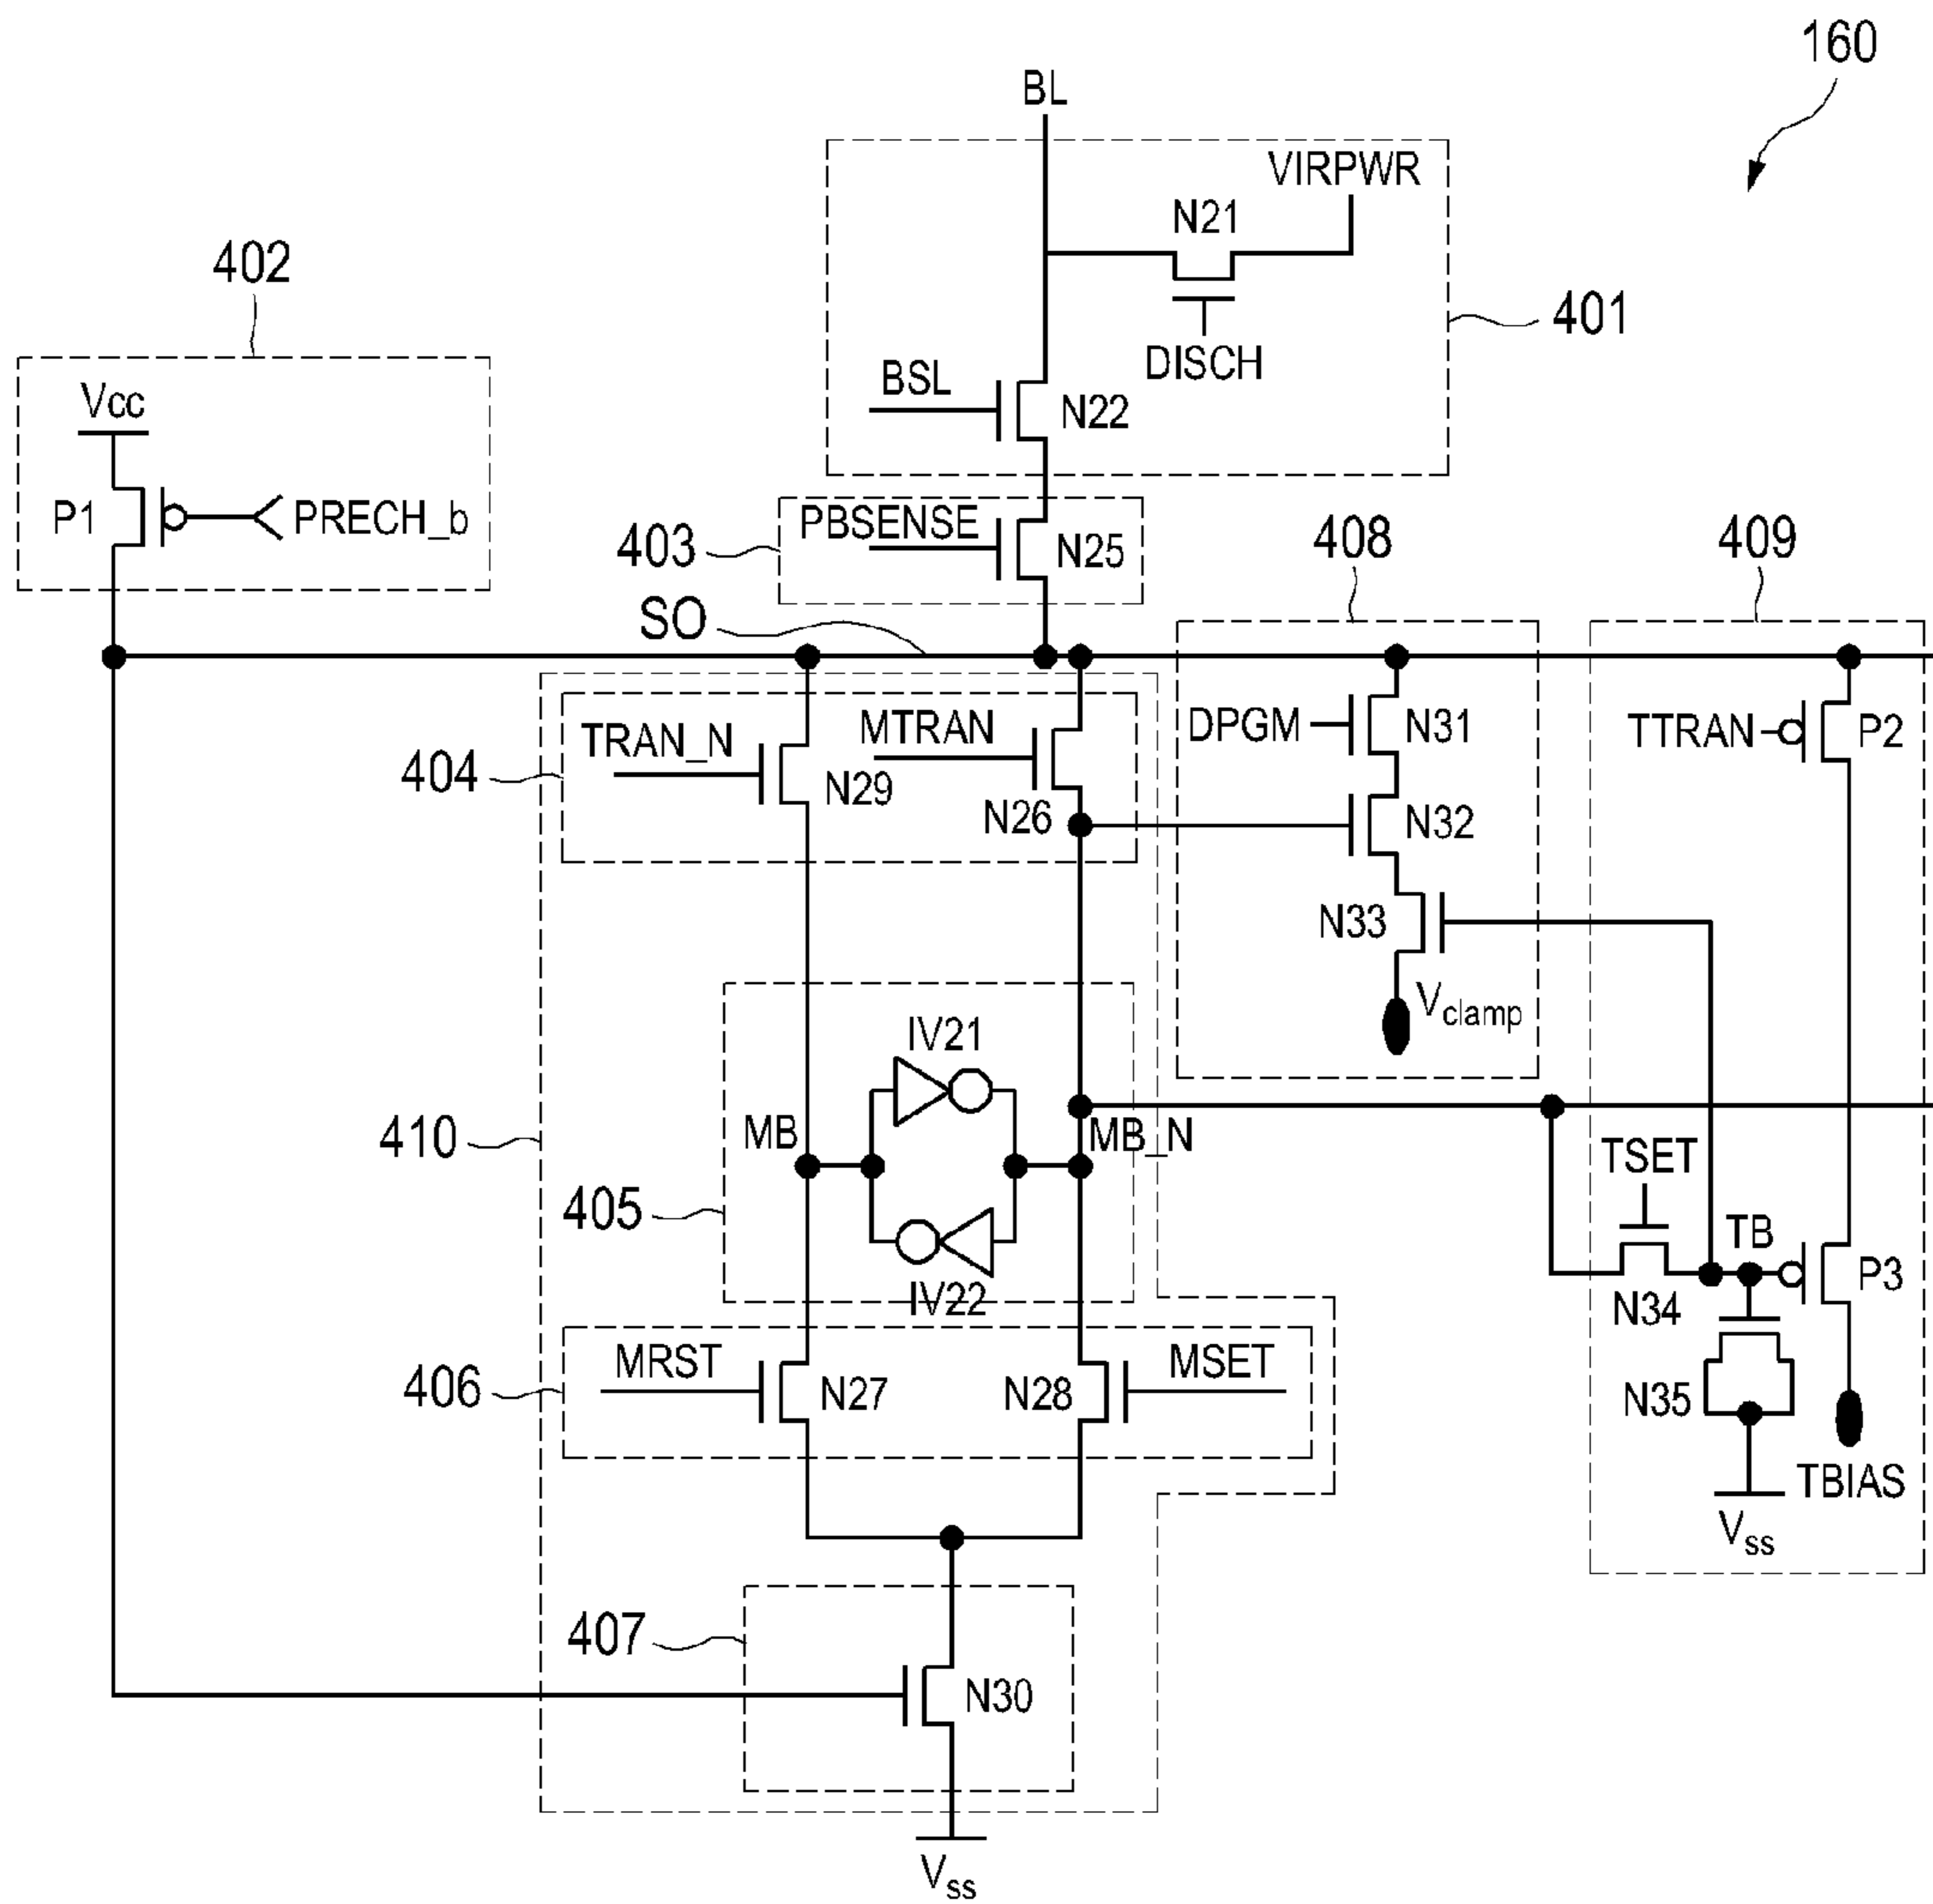 160
BL
VIRPWR
N21
402
401
DISCH
BSL
N22
Vcc
P1
PRECH_b
PBSENSE
403
N25
408
409
SO
TRAN_N
MTRAN
DPGM
N31
TTRAN
P2
404
N29
N26
N32
N33
Vclamp
IV21
410
MB
MB_N
TSET
405
TB
P3
IV22
N34
MRST
MSET
406
N27
N28
N35
TBIAS
Vss
407
N30
Vss